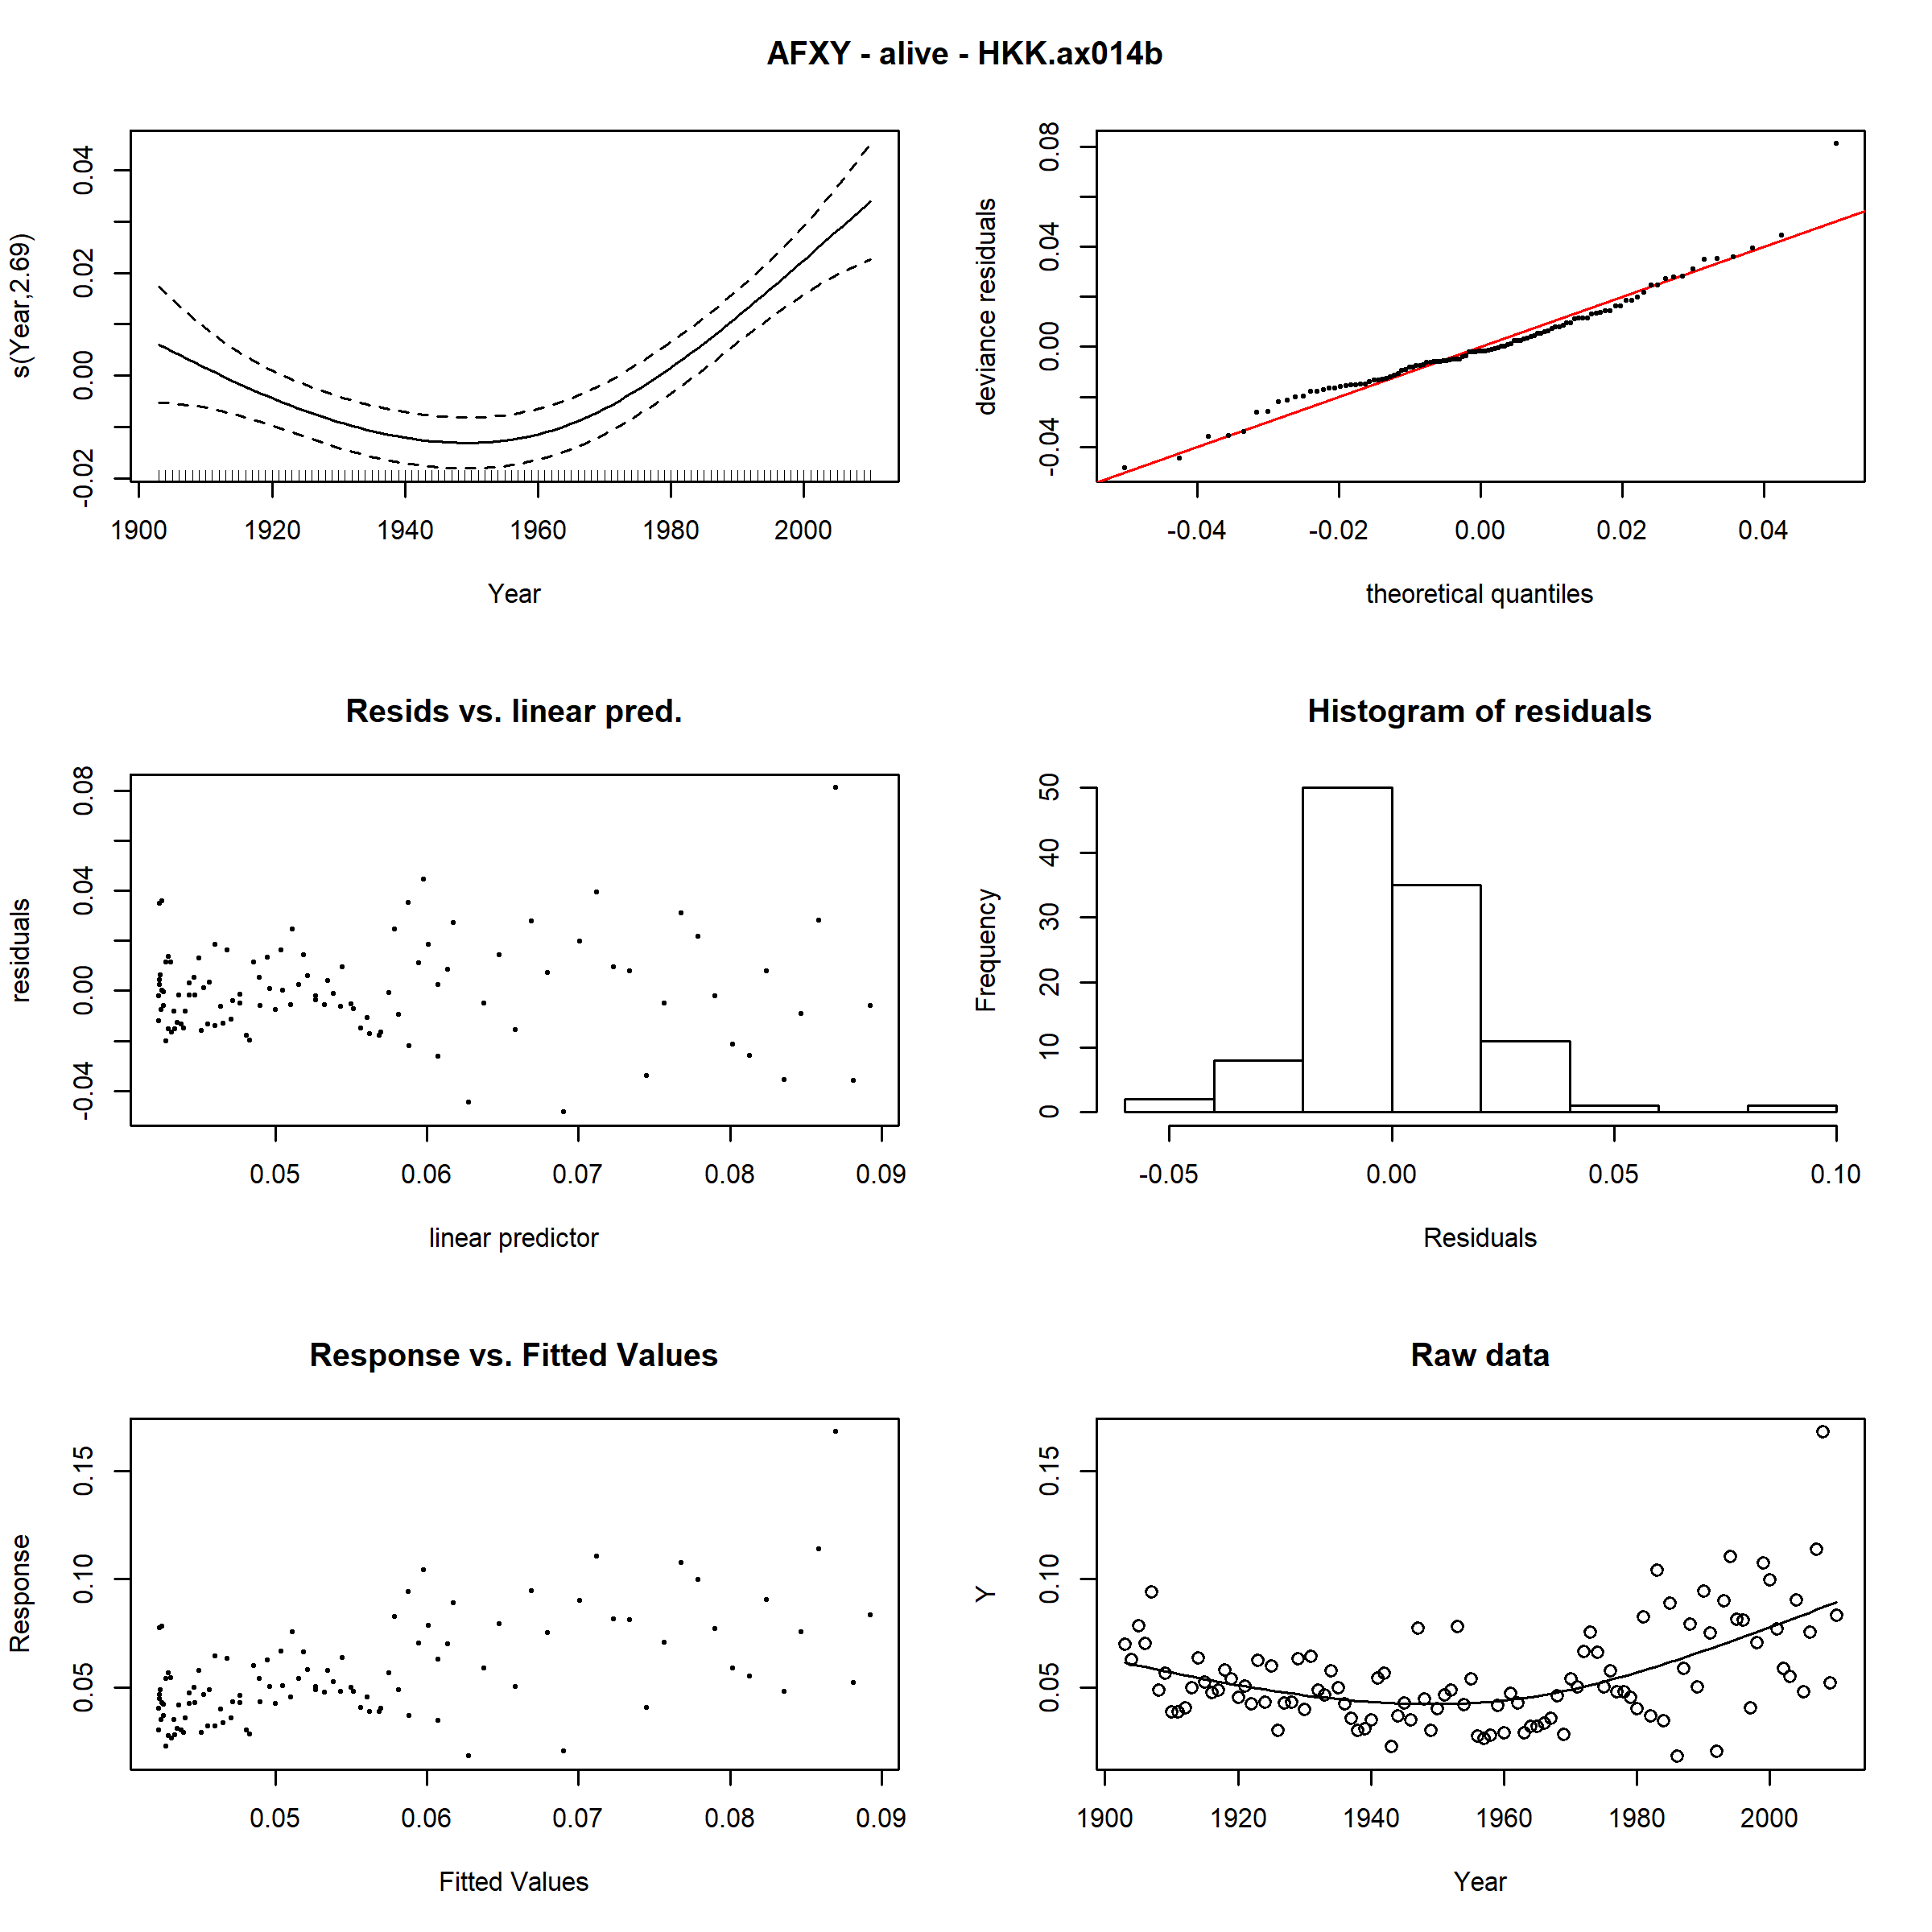 AFXY - alive - HKK.ax014b
s(Year,2.69)
-0.02 0.00 0.02 0.04
1900 1920 1940 1960 1980 2000
Year
deviance residuals
-0.04 0.00 0.04 0.08
-0.04 -0.02 0.00 0.02 0.04
theoretical quantiles
Resids vs. linear pred.
residuals
-0.04 0.00 0.04 0.08
0.05 0.06 0.07 0.08 0.09
linear predictor
Histogram of residuals
Frequency
0 10 20 30 40 50
-0.05 0.00 0.05 0.10
Residuals
Response vs. Fitted Values
Response
0.05 0.10 0.15
0.05 0.06 0.07 0.08 0.09
Fitted Values
Raw data
Y
0.05 0.10 0.15
1900 1920 1940 1960 1980 2000
Year